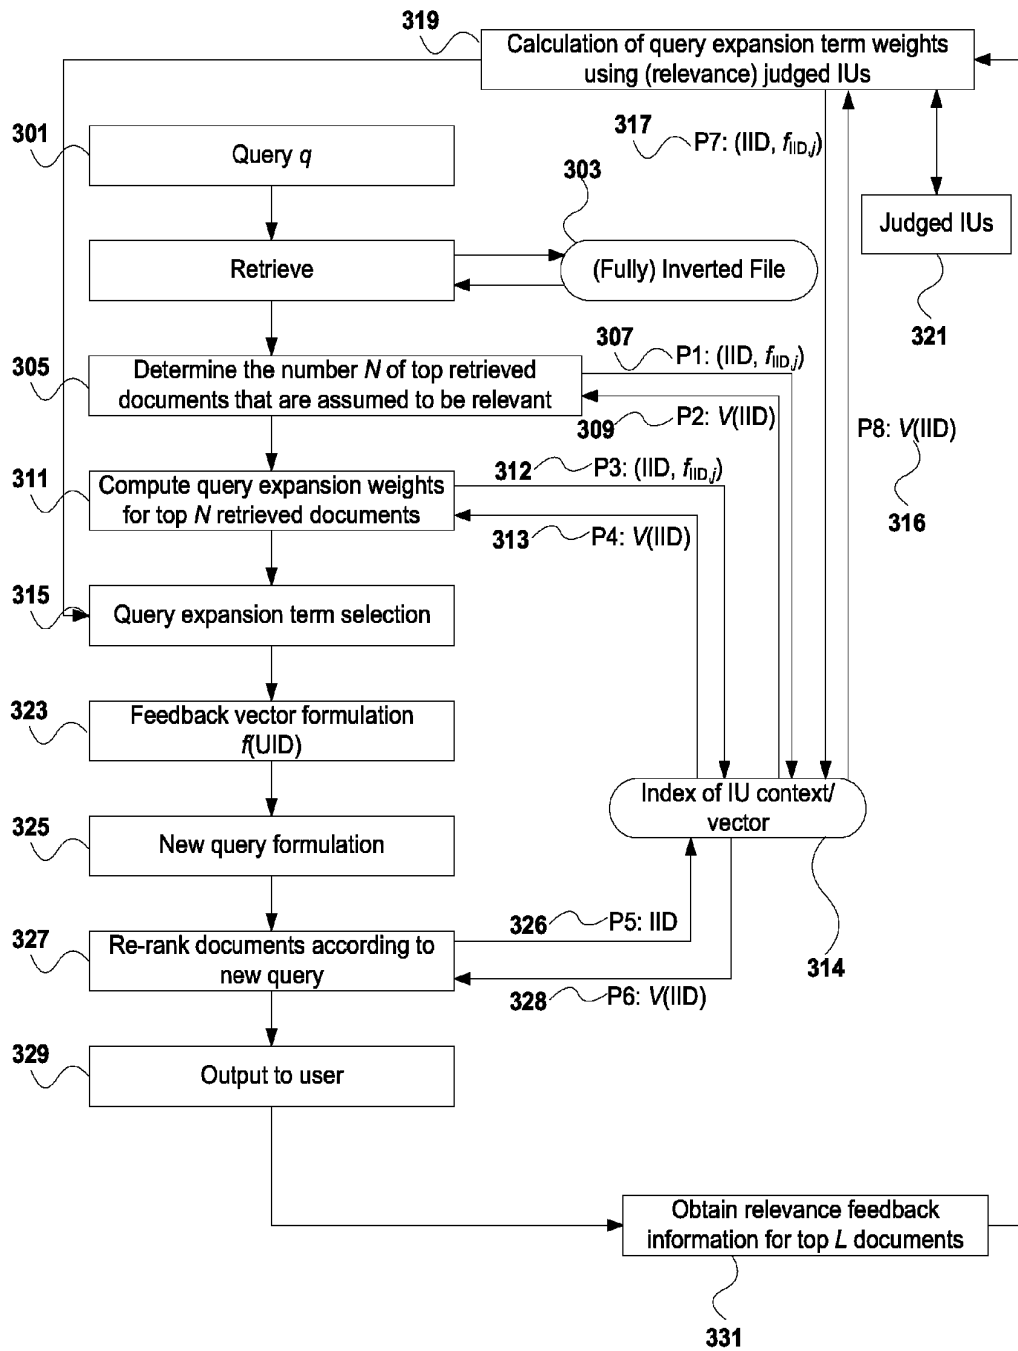 319
Calculation of query expansion term weights
using (relevance) judged IUs
301
Query q
317
P7: (IID, fIID,j)
303
Judged IUs
321
Retrieve
(Fully) Inverted File
305
Determine the number N of top retrieved
documents that are assumed to be relevant
307
P1: (IID, fIID,j)
309
P2: V(IID)
P8: V(IID)
316
311
Compute query expansion weights
for top N retrieved documents
312
P3: (IID, fIID,j)
313
P4: V(IID)
315
Query expansion term selection
323
Feedback vector formulation
f(UID)
Index of IU context/
vector
314
325
New query formulation
326
P5: IID
327
Re-rank documents according to
new query
328
P6: V(IID)
329
Output to user
Obtain relevance feedback
information for top L documents
331